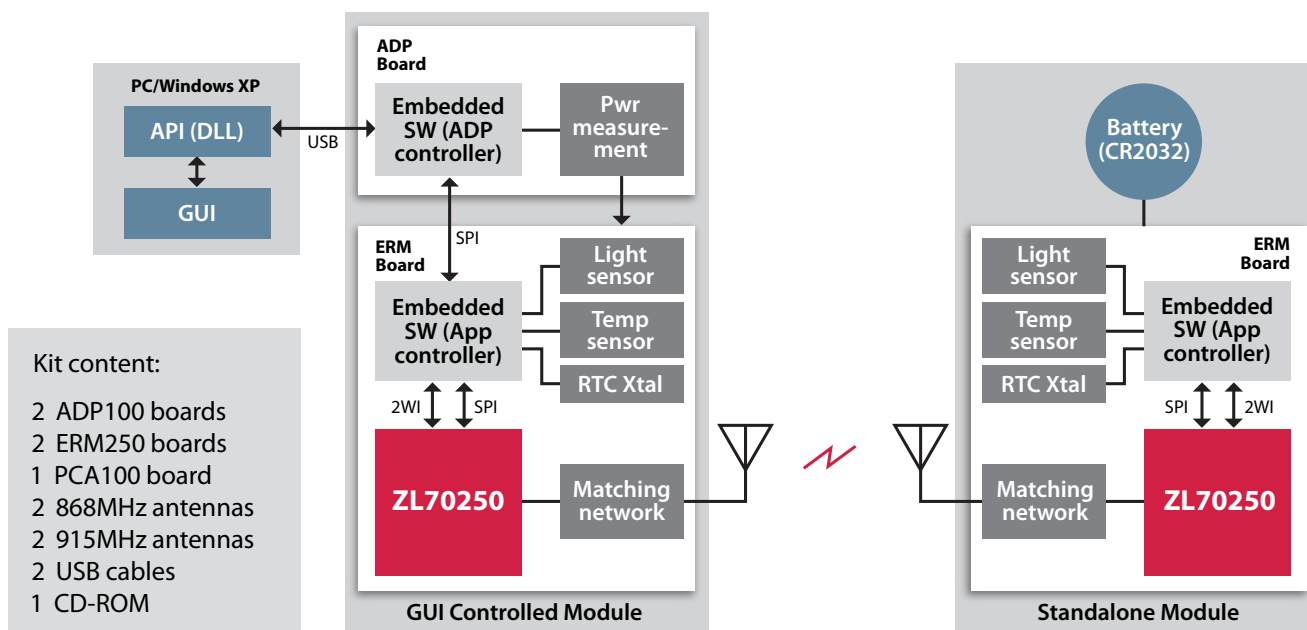 PC/Windows XP
API (DLL)
GUI
USB
ADP
Board
Embedded
SW (ADP
controller)
Pwr
measure-
ment
SPI
ERM
Board
Embedded
SW (App
controller)
Light
sensor
Temp
sensor
RTC Xtal
2WI
SPI
ZL70250
Matching
network
GUI Controlled Module
Battery
(CR2032)
ERM
Board
Light
sensor
Temp
sensor
RTC Xtal
Embedded
SW (App
controller)
SPI
2WI
Matching
network
ZL70250
Standalone Module
Kit content:
2 ADP100 boards
2 ERM250 boards
1 PCA100 board
2 868MHz antennas
2 915MHz antennas
2 USB cables
1 CD-ROM